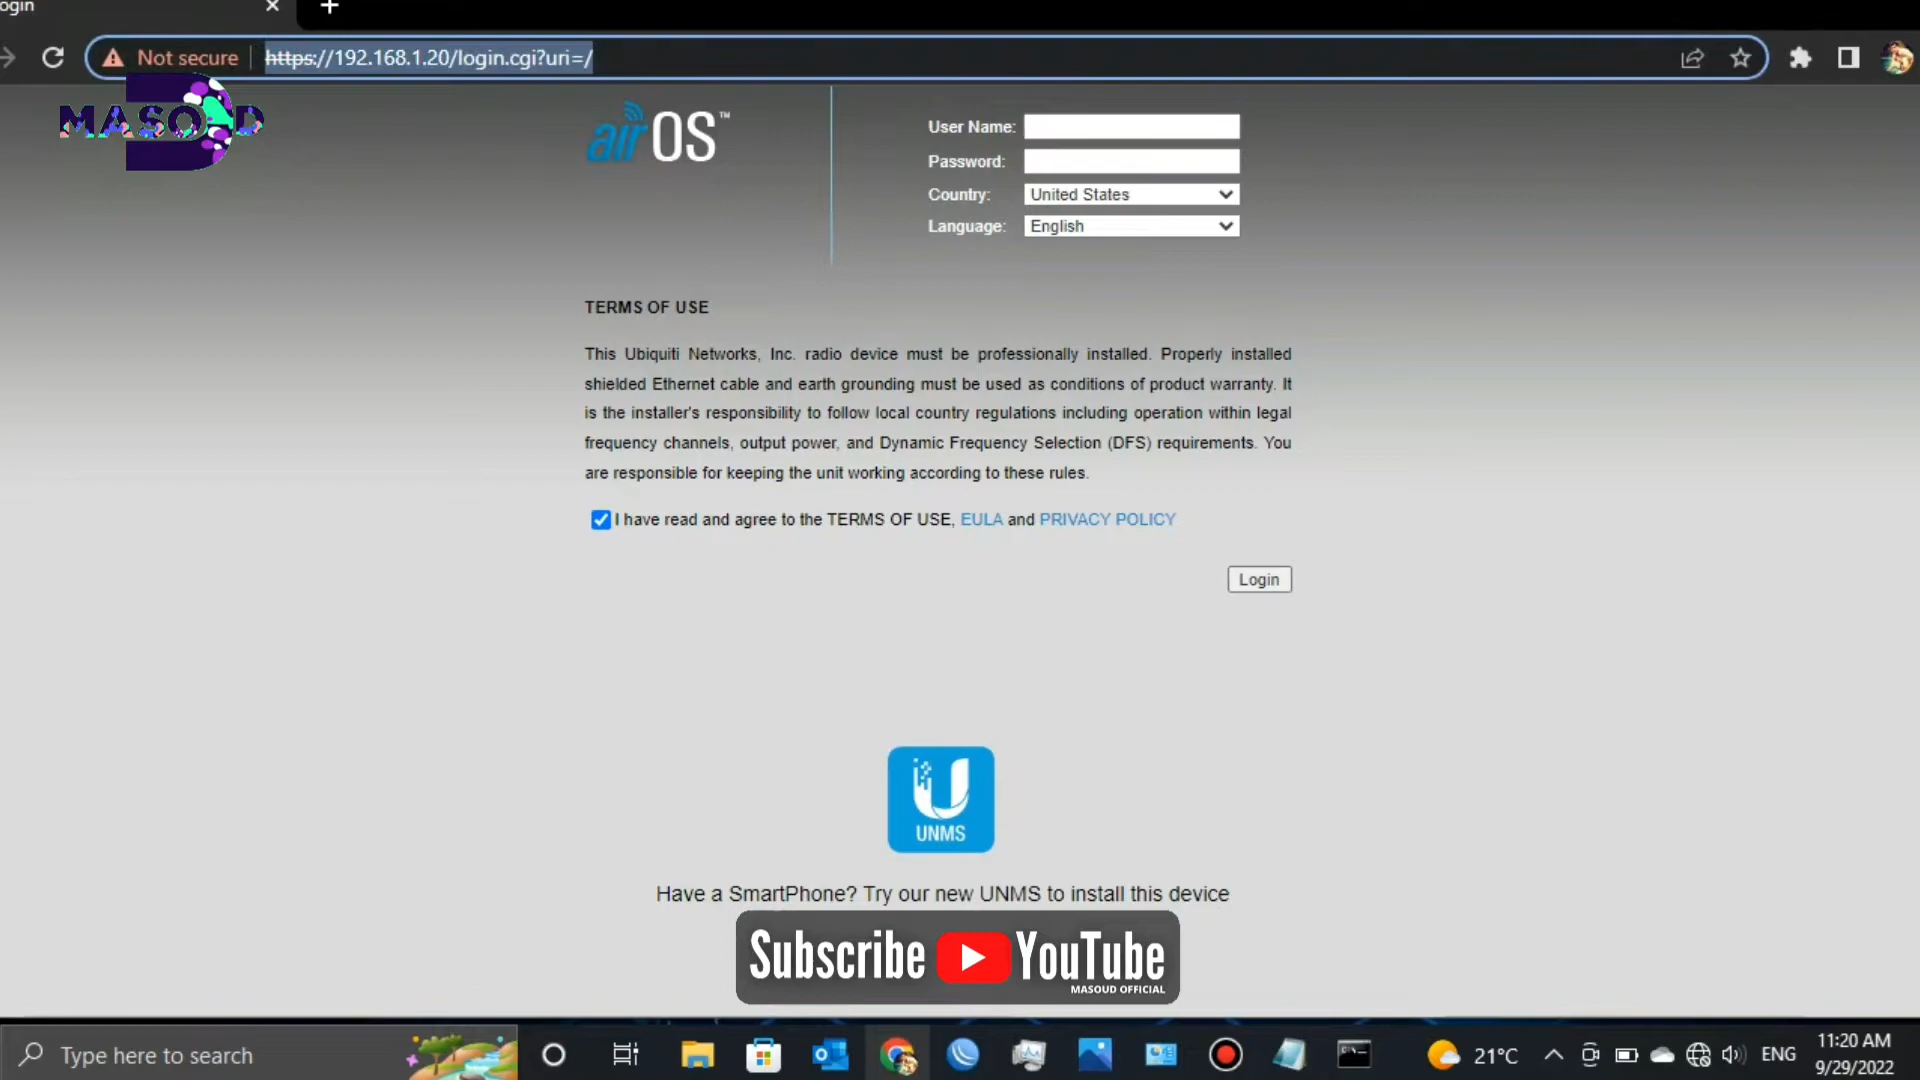 ogin
Not secure
https://192.168.1.20/login.cgi?uri=/
MASOUD
airOS™
User Name:
Password:
Country: United States
Language: English
TERMS OF USE
This Ubiquiti Networks, Inc. radio device must be professionally installed. Properly installed
shielded Ethernet cable and earth grounding must be used as conditions of product warranty. It
is the installer's responsibility to follow local country regulations including operation within legal
frequency channels, output power, and Dynamic Frequency Selection (DFS) requirements. You
are responsible for keeping the unit working according to these rules.
I have read and agree to the TERMS OF USE, EULA and PRIVACY POLICY
Login
UNMS
Have a SmartPhone? Try our new UNMS to install this device
Subscribe YouTube
MASOUD OFFICIAL
Type here to search
21°C
ENG
11:20 AM
9/29/2022